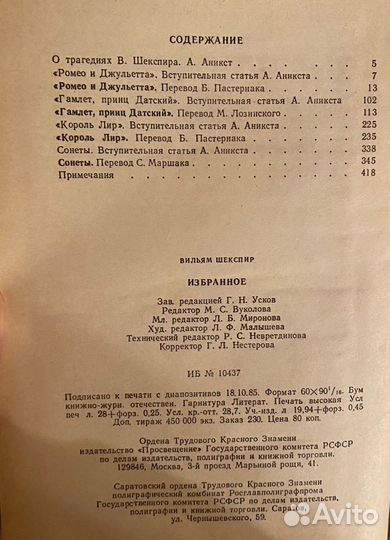 СОДЕРЖАНИЕ
О трагедиях В. Шекспира. А. Аникст . . . . . 5
«Ромео и Джульетта». Вступительная статья А. Аникста . . 7
«Ромео и Джульетта». Перевод Б. Пастернака . . . . 13
«Гамлет, принц Датский». Вступительная статья А. Аникста 102
«Гамлет, принц Датский». Перевод М. Лозинского . . . 113
«Король Лир». Вступительная статья А. Аникста . . . . 225
«Король Лир». Перевод Б. Пастернака . . . . . 235
Сонеты. Вступительная статья А. Аникста . . . . . 338
Сонеты. Перевод С. Маршака . . . . . . . 345
Примечания . . . . . . . . . . 418
ВИЛЬЯМ ШЕКСПИР
ИЗБРАННОЕ
Зав. редакцией Г. Н. Усков
Редактор М. С. Вуколова
Мл. редактор Л. Б. Миронова
Худ. редактор Л. Ф. Малышева
Технический редактор Р. С. Невретдинова
Корректор Г. Л. Нестерова
ИБ № 10437
Подписано к печати с диапозитивов 18.10.85. Формат 60×90¹/₁₆. Бум
книжно-журн. отечествен. Гарнитура Литерат. Печать высокая Усл
печ л. 28+форз. 0,25. Усл. кр.-отт. 28,7. Уч.-изд. л 19,94+форз. 0,45
Доп. тираж 450 000 экз. Заказ 230. Цена 80 коп.
Ордена Трудового Красного Знамени
издательство «Просвещение» Государственного комитета РСФСР
по делам издательств, полиграфии и книжной торговли.
129846, Москва, 3-й проезд Марьиной рощи, 41.
Саратовский ордена Трудового Красного Знамени
полиграфический комбинат Росглавполиграфпрома
Государственного комитета РСФСР по делам издательств,
полиграфии и книжной торговли. Саратов,
ул. Чернышевского, 59.
Avito